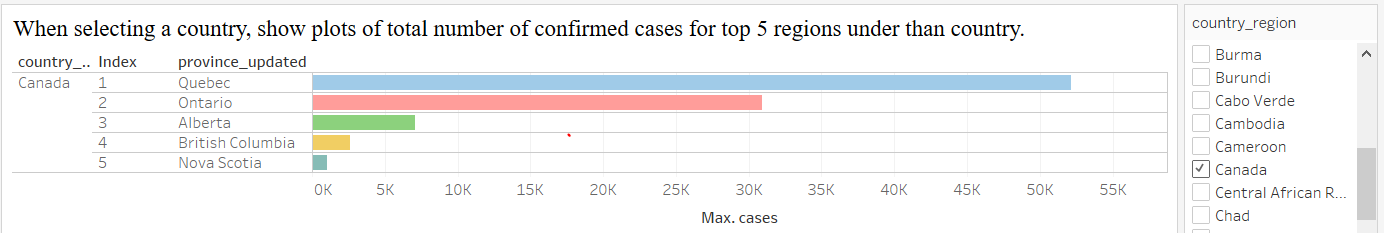 When selecting a country, show plots of total number of confirmed cases for top 5 regions under than country.
country_.. Index province_updated
Canada 1 Quebec
2 Ontario
3 Alberta
4 British Columbia
5 Nova Scotia
0K 5K 10K 15K 20K 25K 30K 35K 40K 45K 50K 55K
Max. cases
country_region
Burma
Burundi
Cabo Verde
Cambodia
Cameroon
Canada
Central African R...
Chad